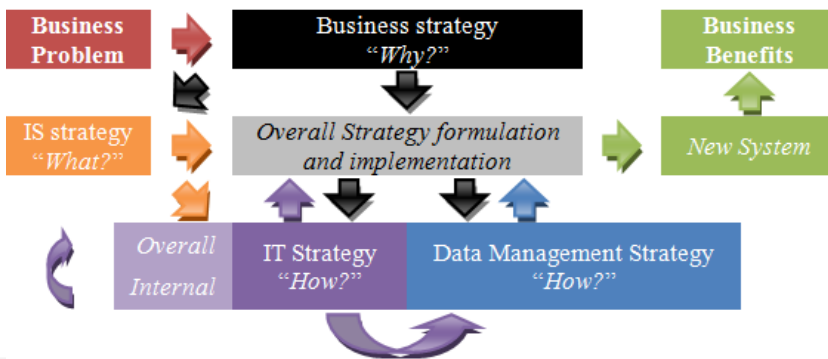 Business
Problem
Business strategy
“Why?”
Business
Benefits
IS strategy
“What?”
Overall Strategy formulation
and implementation
New System
Overall
Internal
IT Strategy
“How?”
Data Management Strategy
“How?”